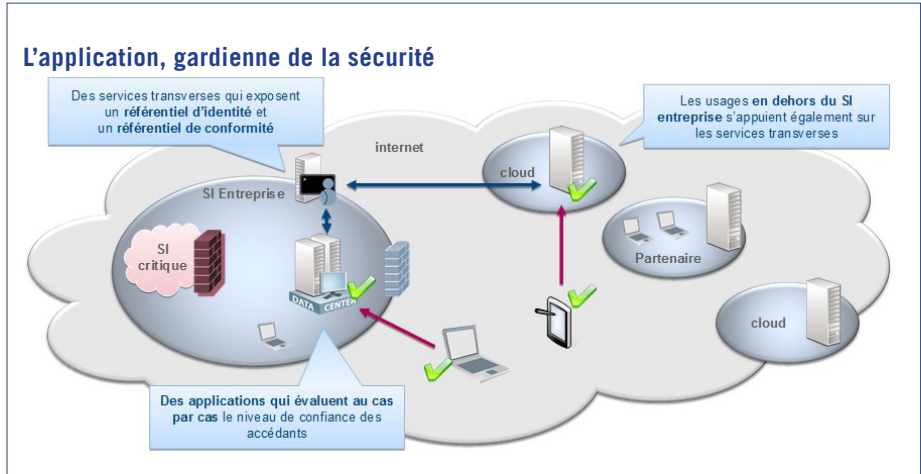 L’application, gardienne de la sécurité
Des services transverses qui exposent
un référentiel d’identité et
un référentiel de conformité
Les usages en dehors du SI
entreprise s’appuient également sur
les services transverses
internet
cloud
SI Entreprise
SI
critique
Partenaire
DATA CENTER
cloud
Des applications qui évaluent au cas
par cas le niveau de confiance des
accédants